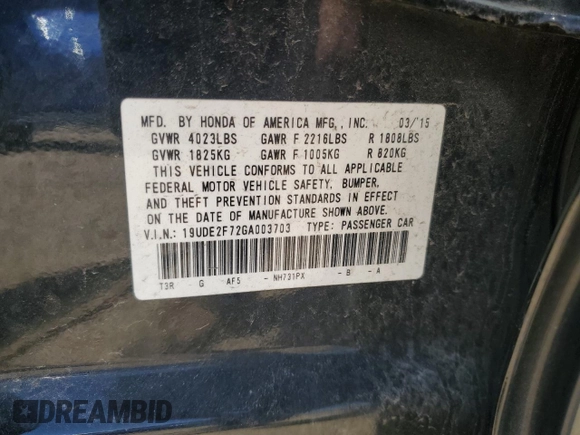 MFD. BY HONDA OF AMERICA MFG., INC. 03/15
GVWR 4023LBS GAWR F 2216LBS R 1808LBS
GVWR 1825KG GAWR F 1005KG R 820KG
THIS VEHICLE CONFORMS TO ALL APPLICABLE
FEDERAL MOTOR VEHICLE SAFETY, BUMPER,
AND THEFT PREVENTION STANDARDS IN EFFECT
ON THE DATE OF MANUFACTURE SHOWN ABOVE.
V.I.N.: 19UDE2F72GA003703 TYPE: PASSENGER CAR
T3R G AF5 - NH731PX - B - A
DREAMBID